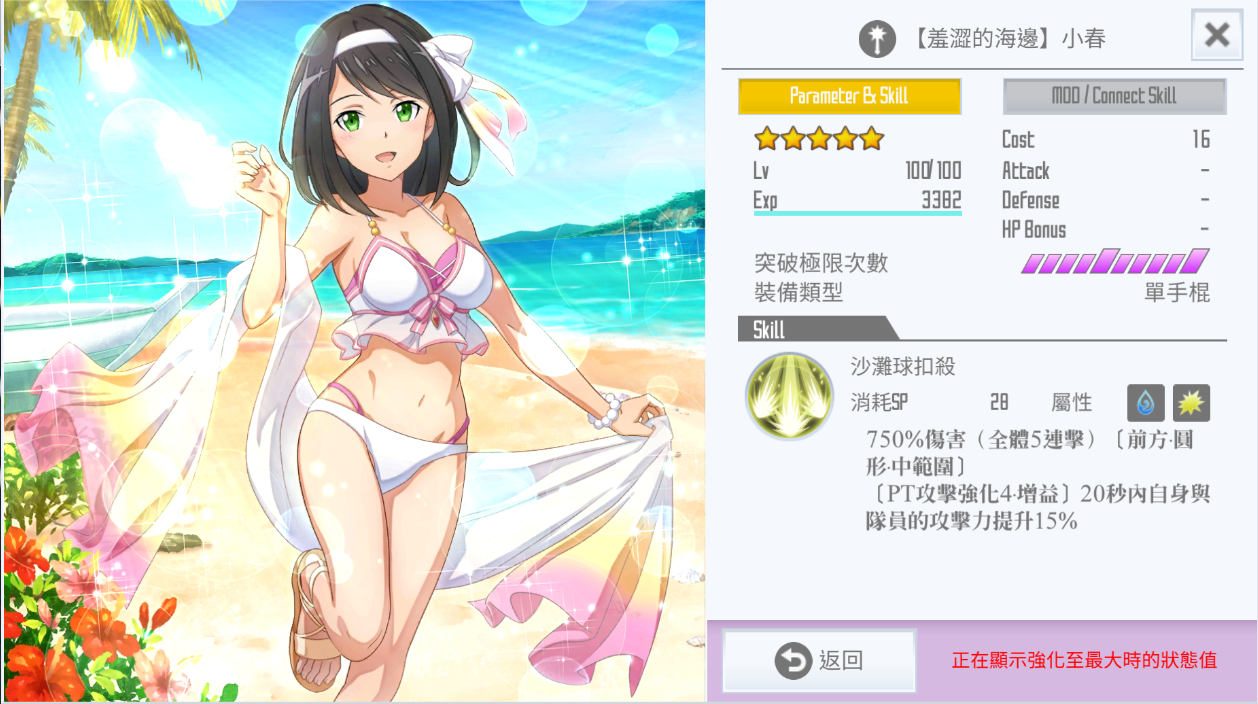 【羞澀的海邊】小春
Parameter & Skill
MOD / Connect Skill
Lv 100/100
Exp 3382
Cost 16
Attack -
Defense -
HP Bonus -
突破極限次數
裝備類型 單手棍
Skill
沙灘球扣殺
消耗SP 28 屬性
750%傷害（全體5連擊）〔前方·圓
形·中範圍〕
〔PT攻擊強化4·增益〕20秒內自身與
隊員的攻擊力提升15%
返回
正在顯示強化至最大時的狀態值